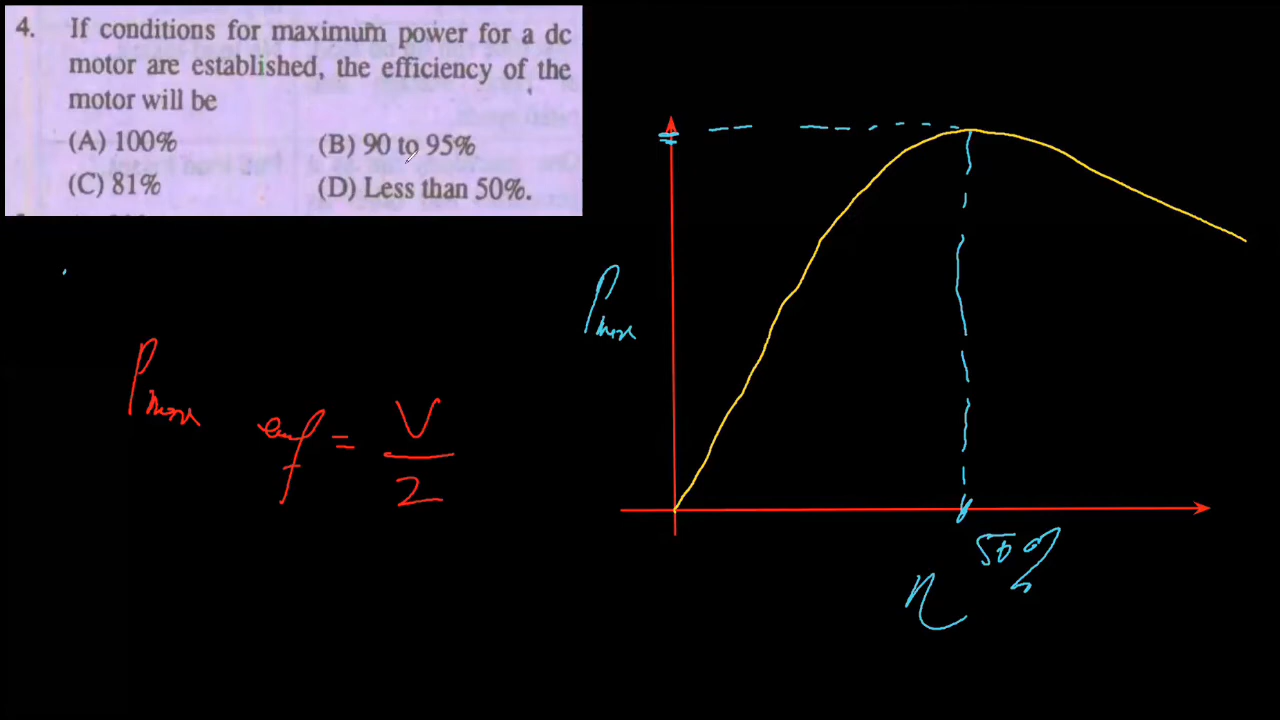 4. If conditions for maximum power for a dc
motor are established, the efficiency of the
motor will be
(A) 100% (B) 90 to 95%
(C) 81% (D) Less than 50%.
Pmax
Pmax
emf = V
2
50%
η